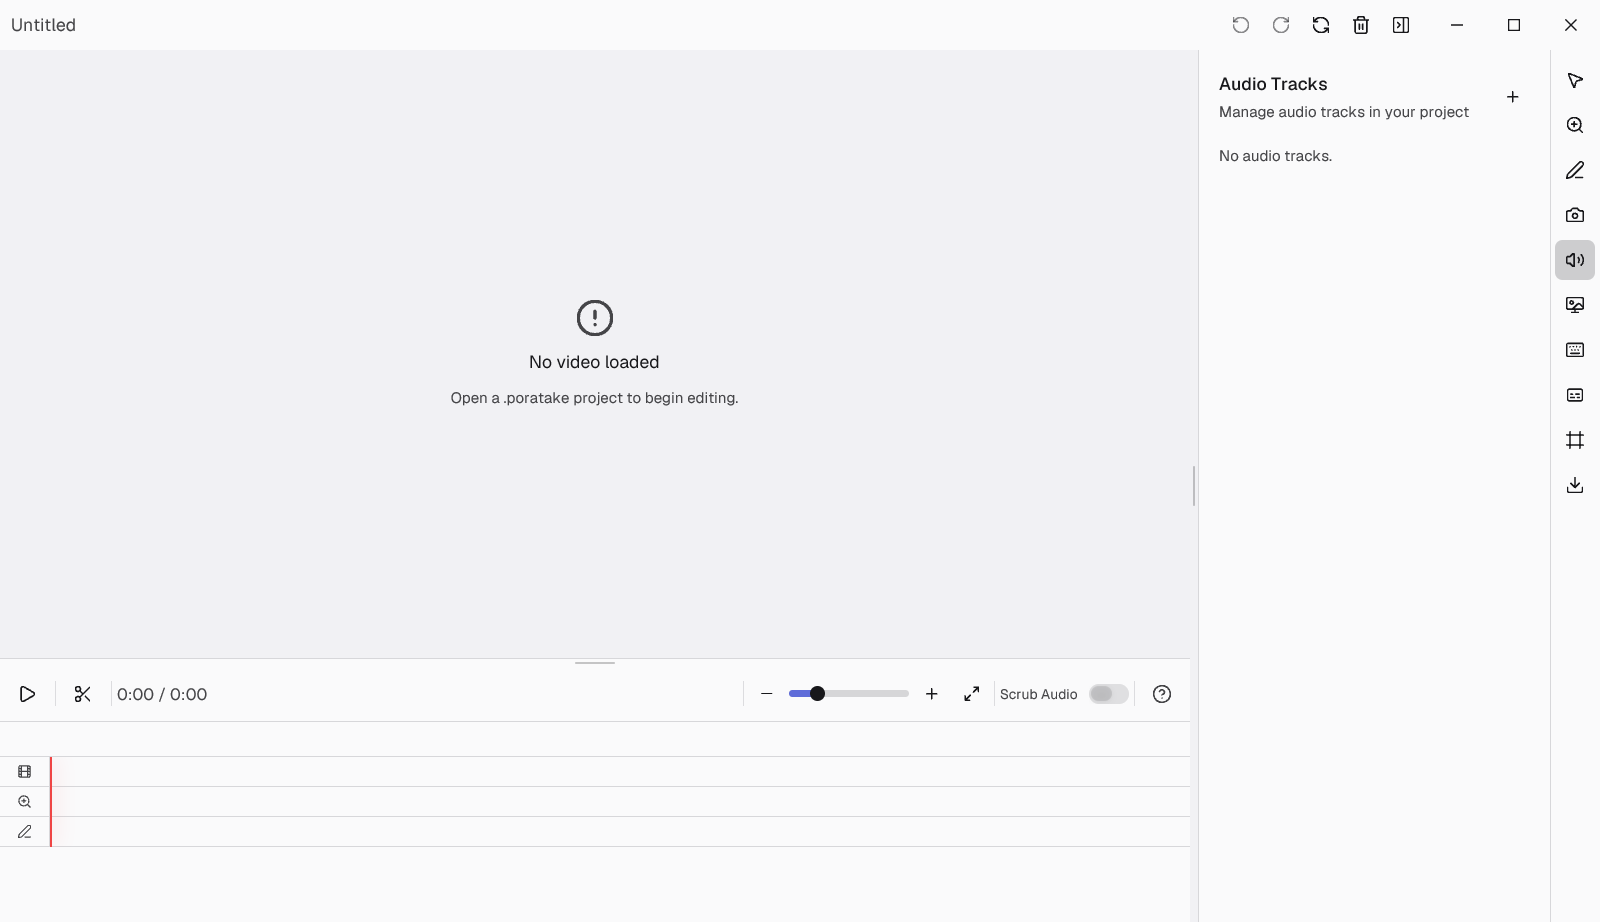 Untitled
Audio Tracks
Manage audio tracks in your project
No audio tracks.
No video loaded
Open a .poratake project to begin editing.
0:00 / 0:00
Scrub Audio